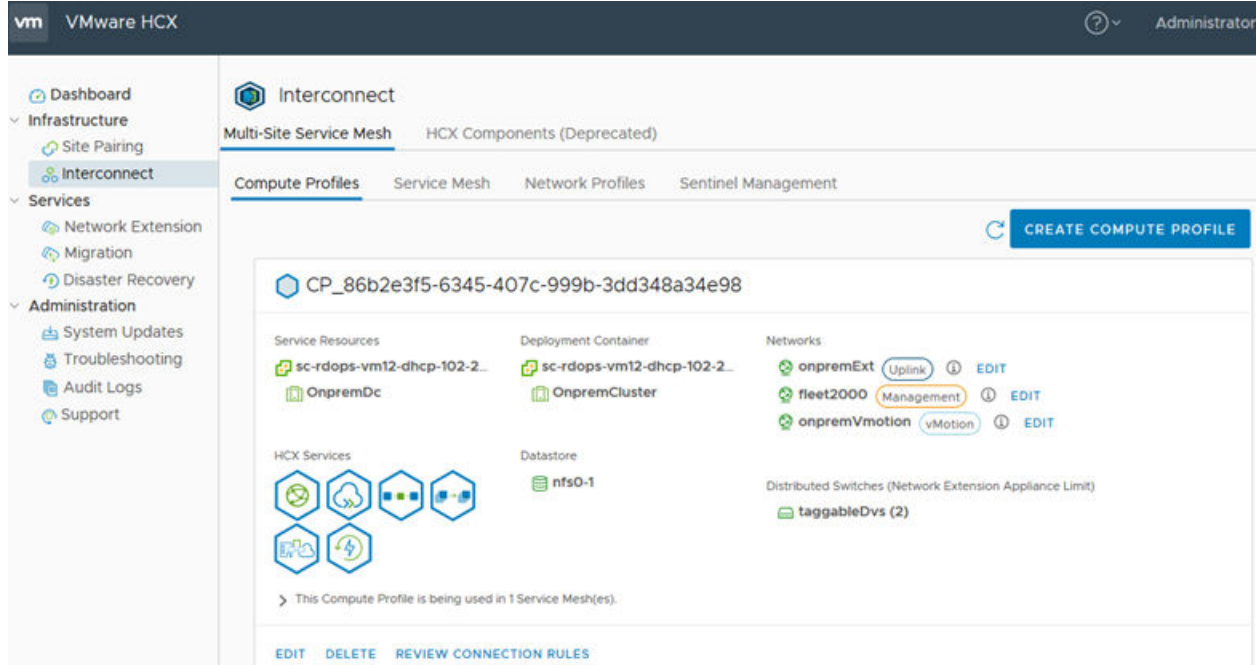 vm VMware HCX
Administrator
Dashboard
Infrastructure
Site Pairing
Interconnect
Services
Network Extension
Migration
Disaster Recovery
Administration
System Updates
Troubleshooting
Audit Logs
Support
Interconnect
Multi-Site Service Mesh HCX Components (Deprecated)
Compute Profiles Service Mesh Network Profiles Sentinel Management
CREATE COMPUTE PROFILE
CP_86b2e3f5-6345-407c-999b-3dd348a34e98
Service Resources
sc-rdops-vm12-dhcp-102-2...
OnpremDc
Deployment Container
sc-rdops-vm12-dhcp-102-2...
OnpremCluster
Networks
onpremExt Uplink EDIT
fleet2000 Management EDIT
onpremVmotion vMotion EDIT
HCX Services
Datastore
nfs0-1
Distributed Switches (Network Extension Appliance Limit)
taggableDvs (2)
This Compute Profile is being used in 1 Service Mesh(es).
EDIT DELETE REVIEW CONNECTION RULES